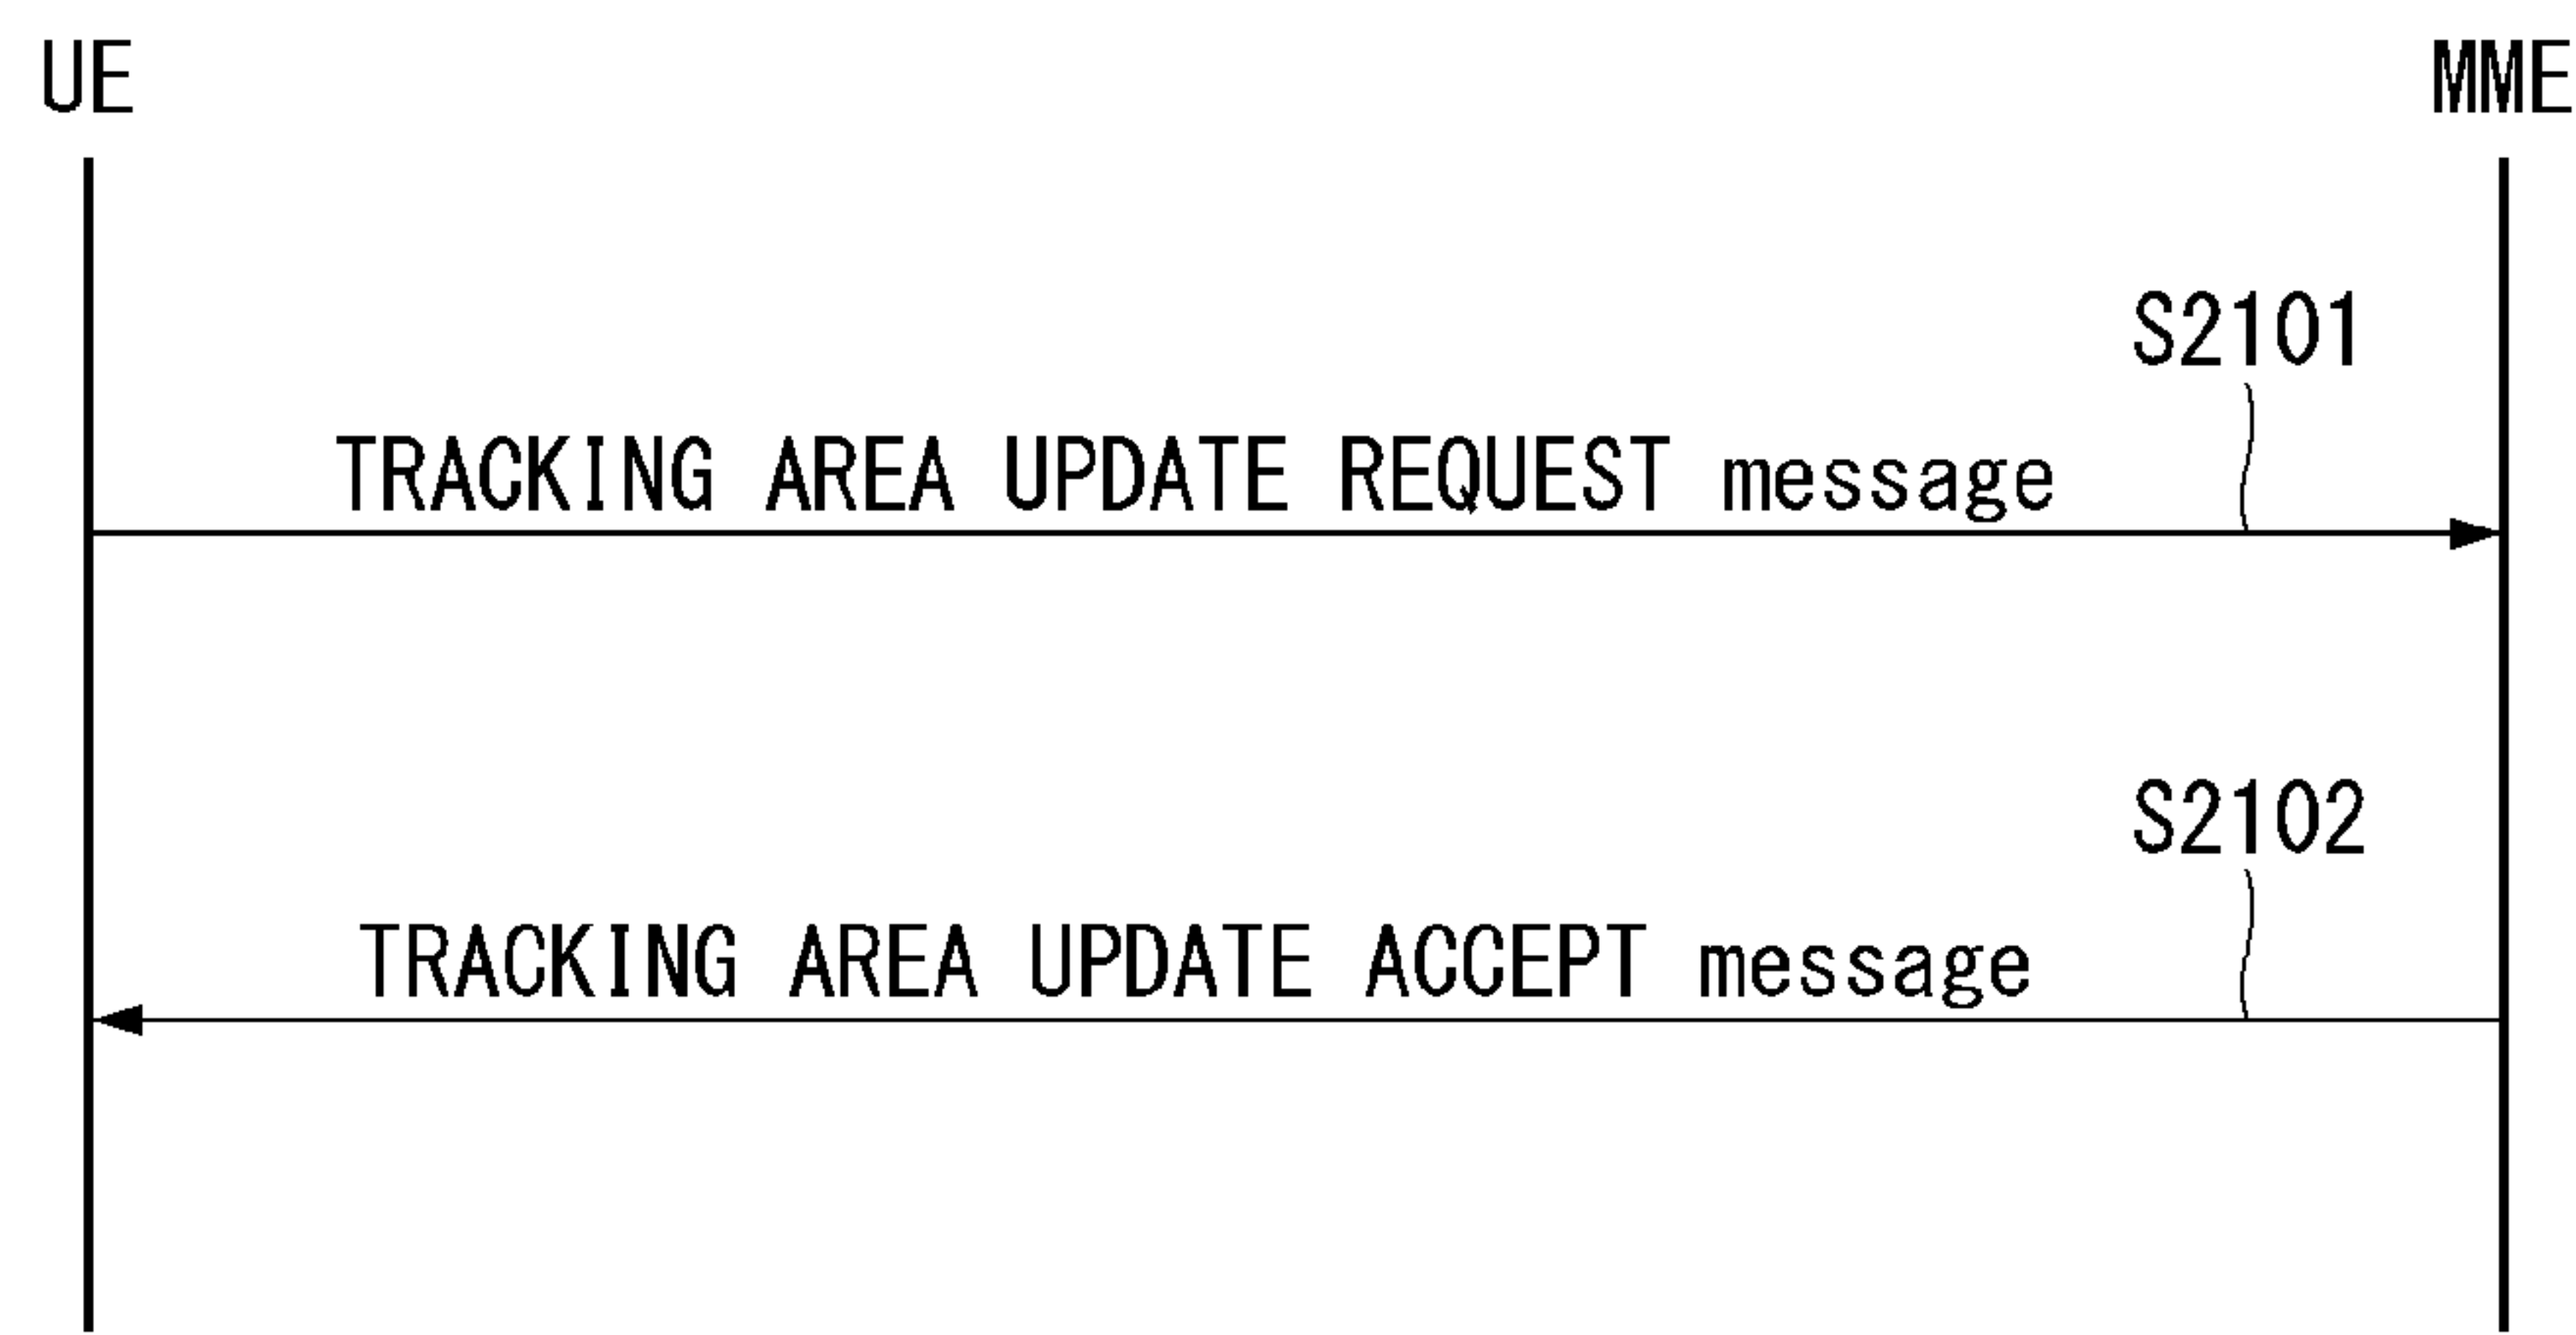 UE MME
S2101
TRACKING AREA UPDATE REQUEST message
S2102
TRACKING AREA UPDATE ACCEPT message